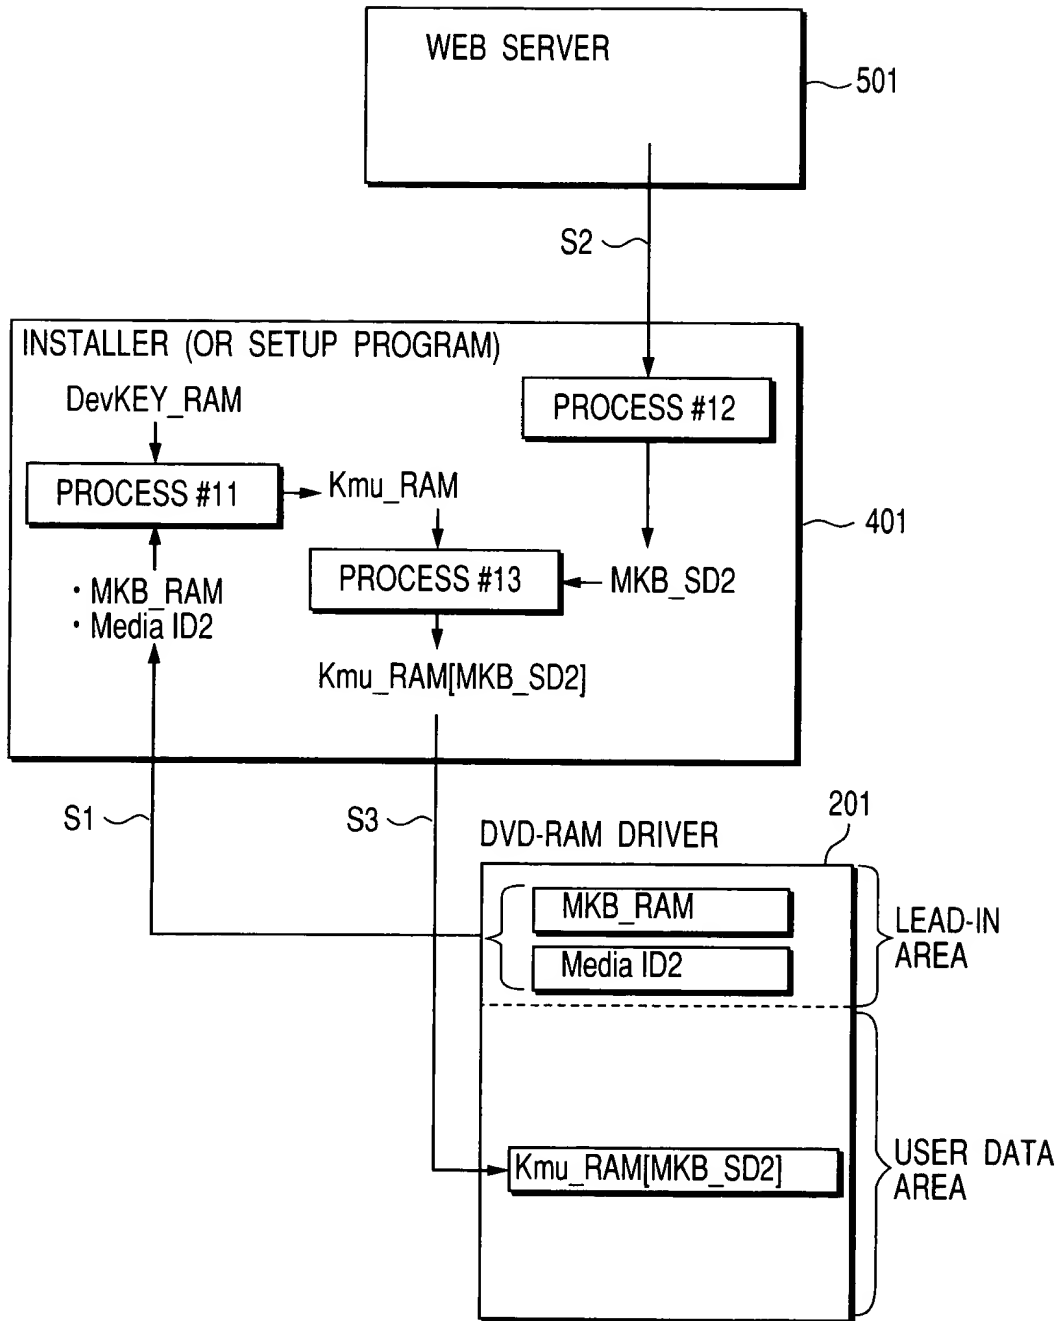 WEB SERVER
501
S2
INSTALLER (OR SETUP PROGRAM)
DevKEY_RAM
PROCESS #12
PROCESS #11
Kmu_RAM
401
PROCESS #13
MKB_SD2
· MKB_RAM
· Media ID2
Kmu_RAM[MKB_SD2]
S1
S3
201
DVD-RAM DRIVER
MKB_RAM
Media ID2
LEAD-IN
AREA
Kmu_RAM[MKB_SD2]
USER DATA
AREA